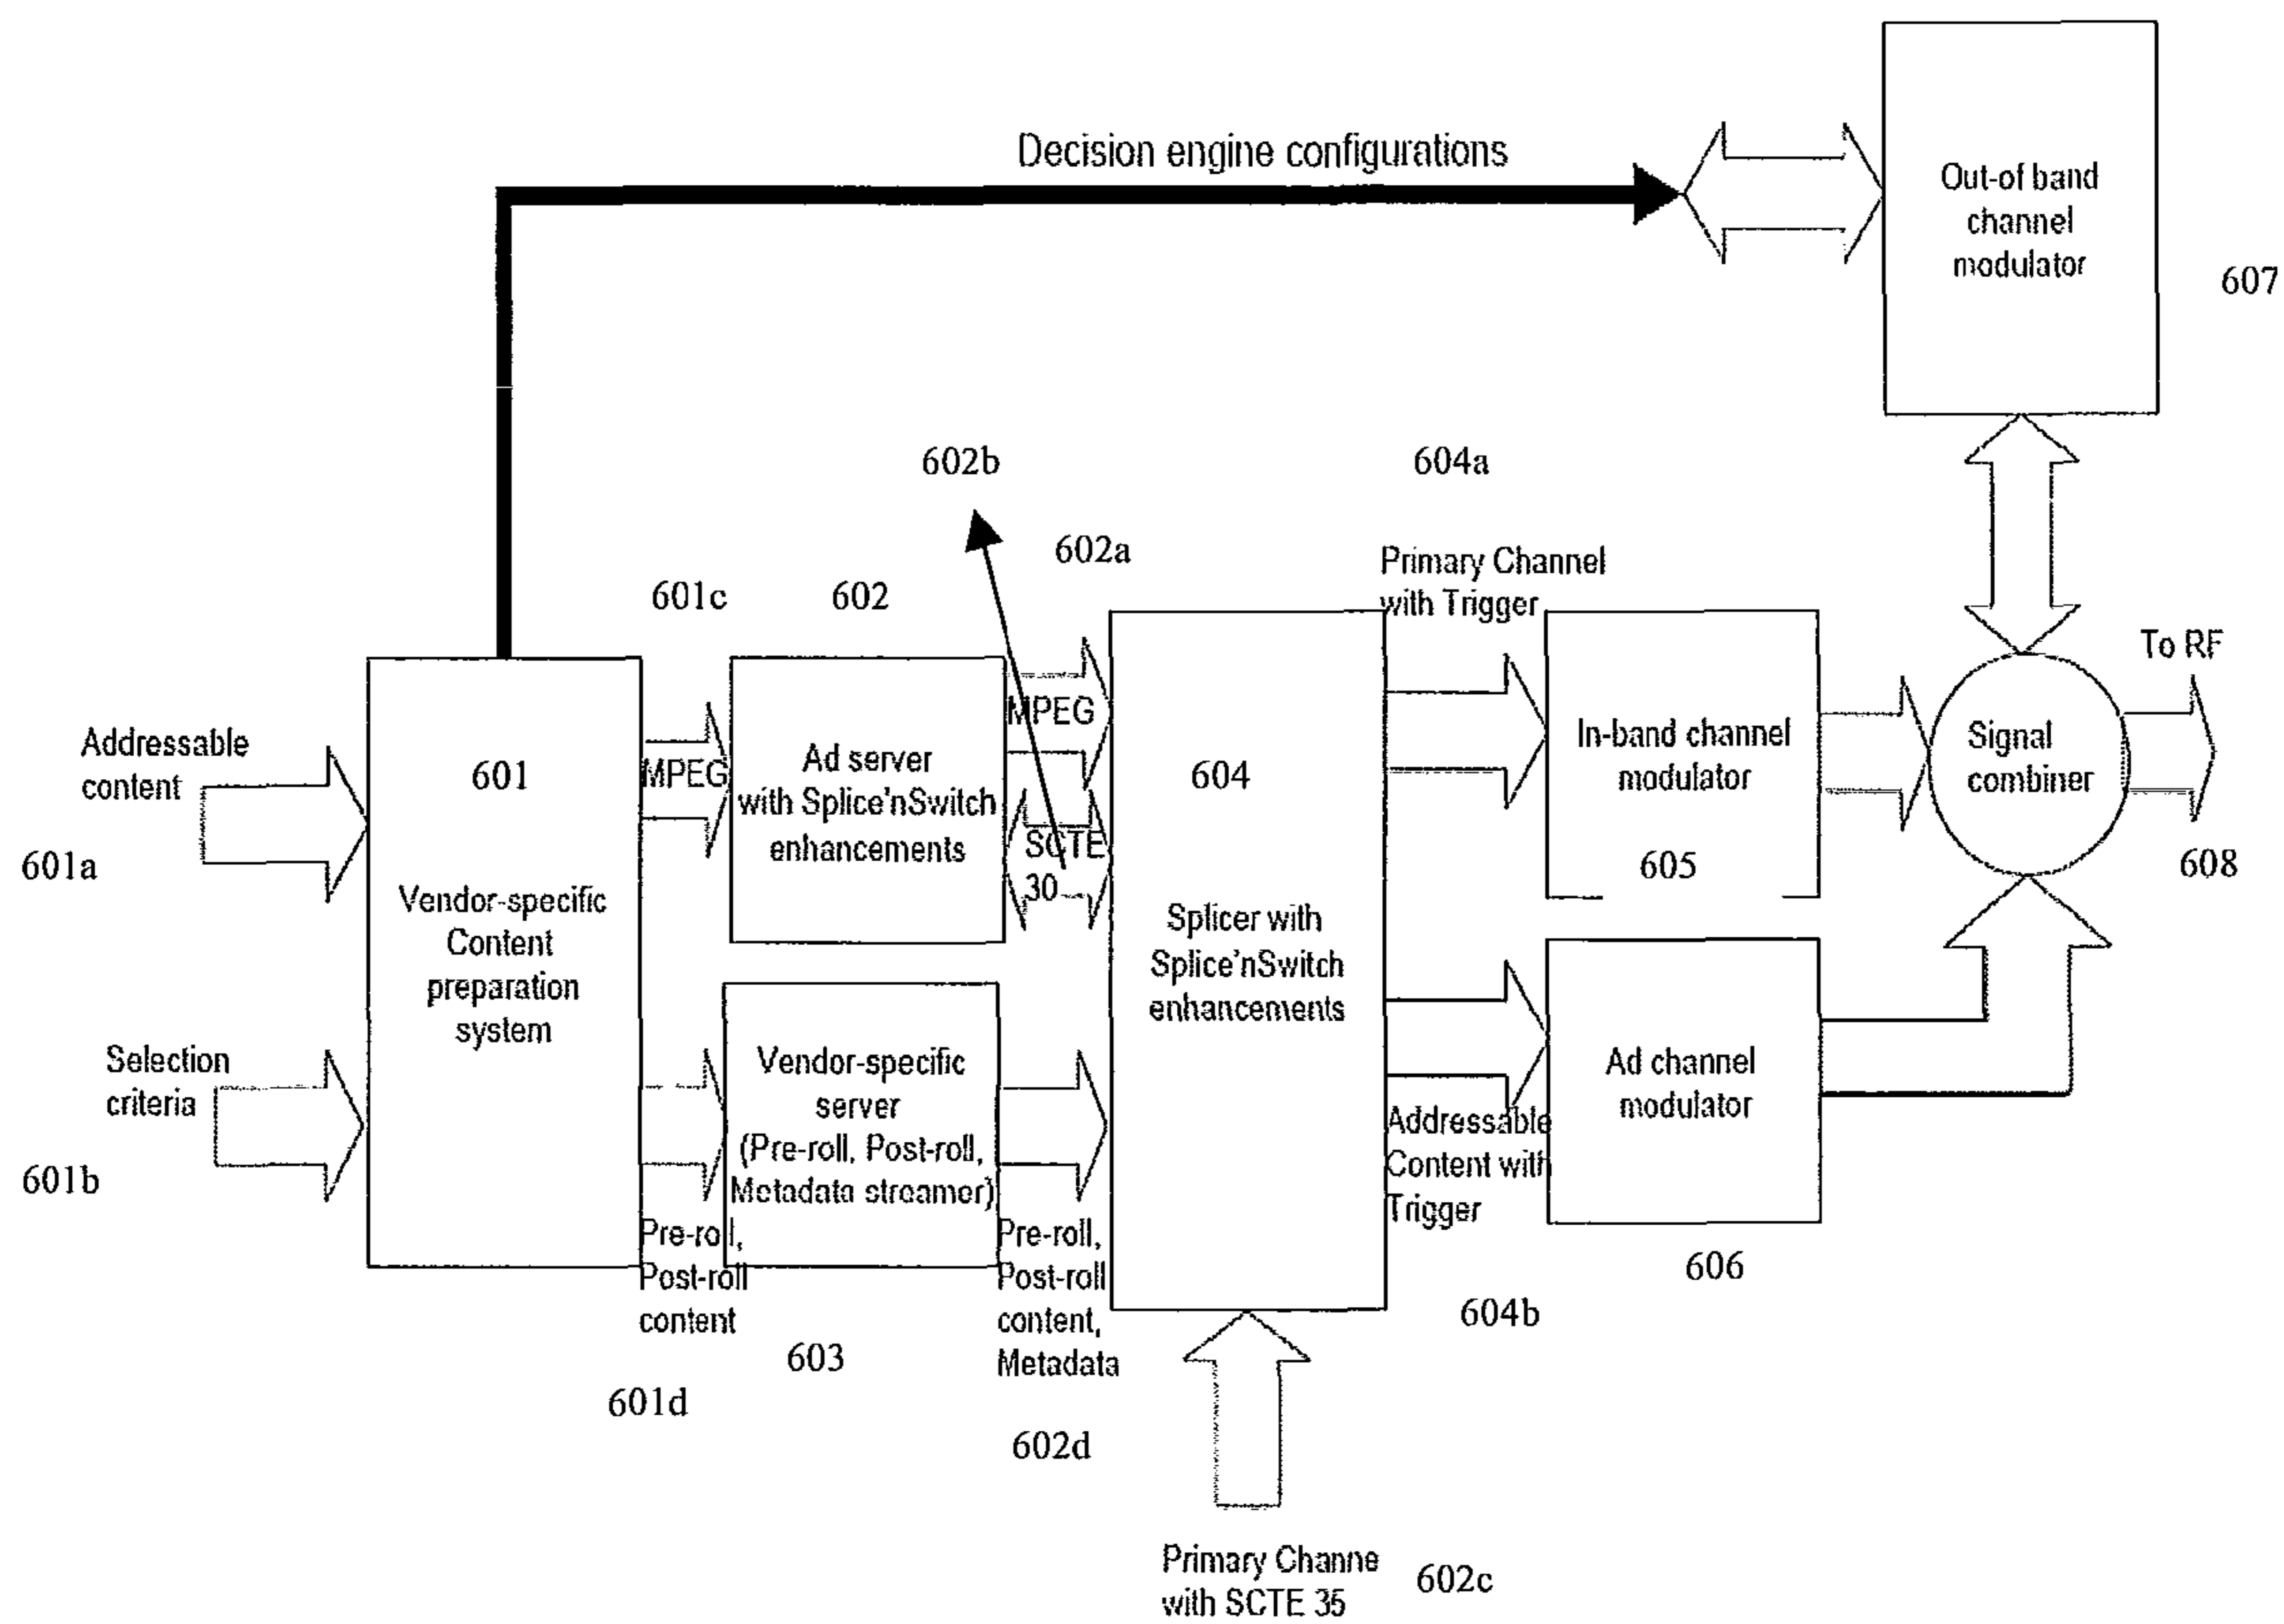 Decision engine configurations
Out-of band
channel
modulator
607
602b
604a
602a
601c
602
Primary Channel
with Trigger
To RF
Addressable
content
601a
601
MPEG
Ad server
with Splice'nSwitch
enhancements
MPEG
SCTE
30
604
In-band channel
modulator
605
Signal
combiner
608
Vendor-specific
Content
preparation
system
Splicer with
Splice'nSwitch
enhancements
Selection
criteria
601b
Vendor-specific
server
(Pre-roll, Post-roll,
Metadata streamer)
Ad channel
modulator
Addressable
Content with
Trigger
606
Pre-roll,
Post-roll
content
Pre-roll,
Post-roll
content,
Metadata
604b
603
601d
602d
Primary Channe
with SCTE 35
602c